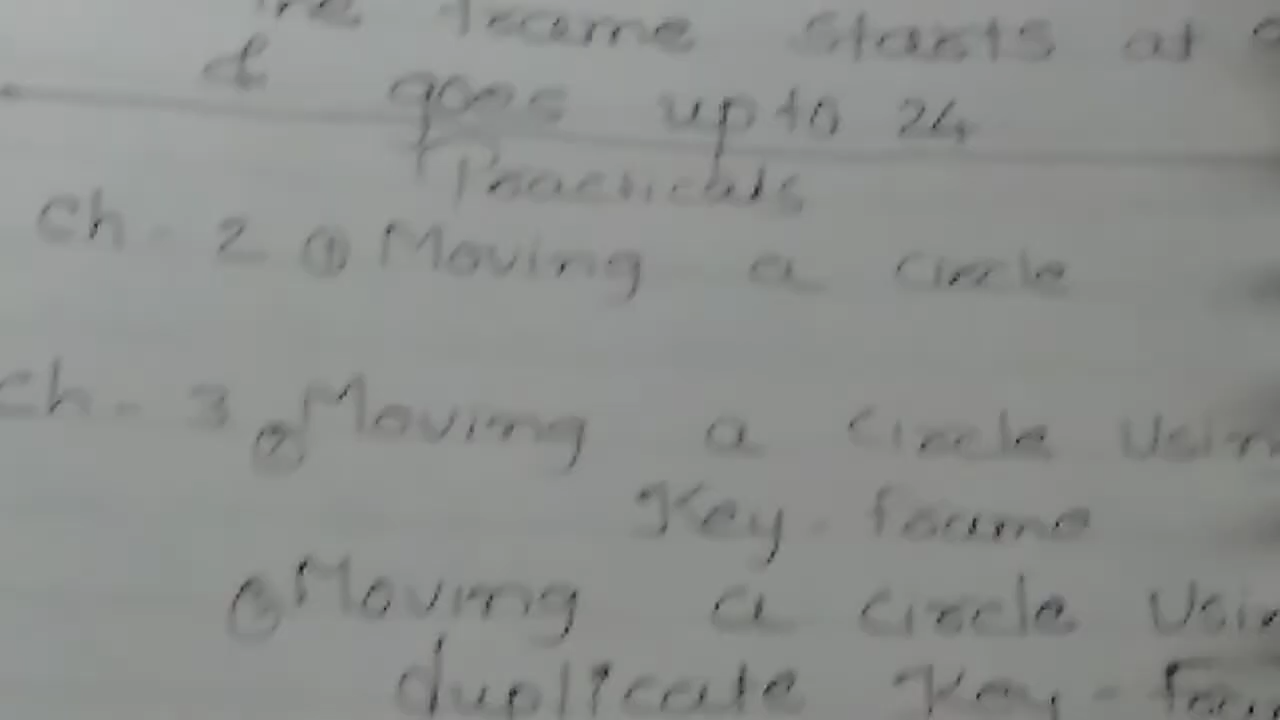 frame starts at
& goes upto 24
Practicals
Ch - 2 ① Moving a circle
Ch - 3 ② Moving a circle Usin
Key - frame
③ Moving a circle Usin
duplicate Key - fram